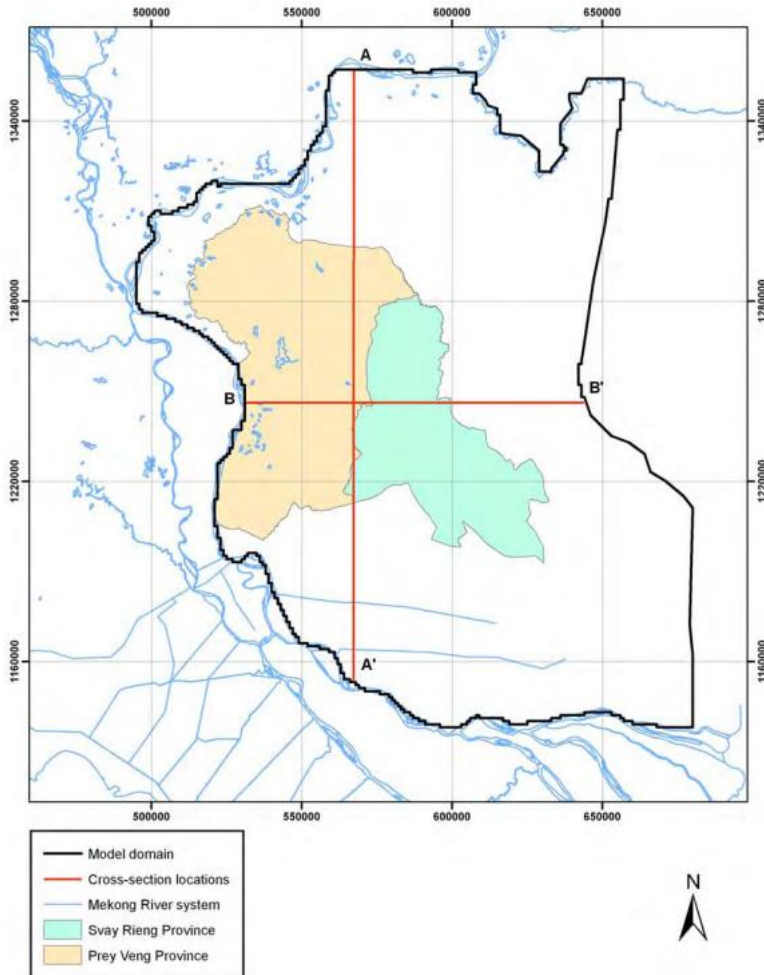 500000 550000 600000 650000
A
1340000 1340000
1280000 1280000
B B'
1220000 1220000
A'
1160000 1160000
500000 550000 600000 650000
Model domain
Cross-section locations
Mekong River system
Svay Rieng Province
Prey Veng Province
N